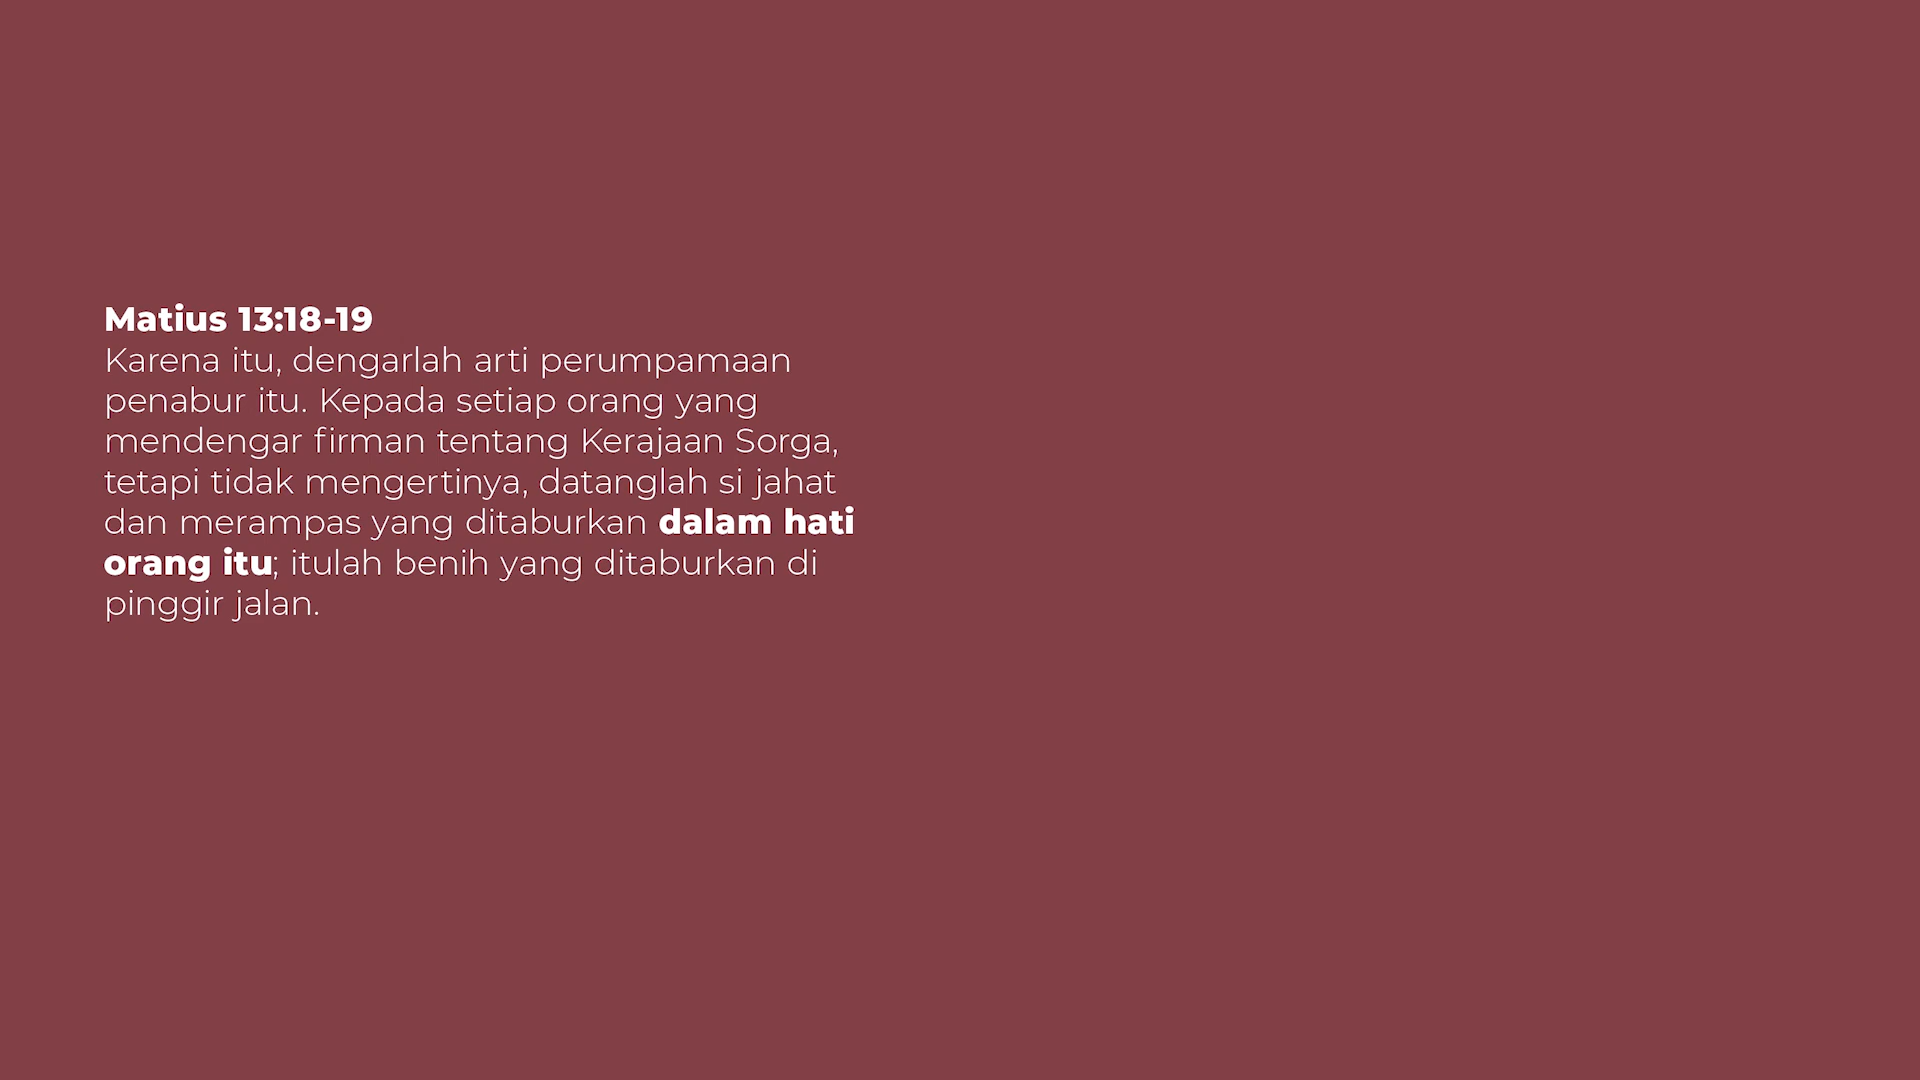 Matius 13:18-19
Karena itu, dengarlah arti perumpamaan
penabur itu. Kepada setiap orang yang
mendengar firman tentang Kerajaan Sorga,
tetapi tidak mengertinya, datanglah si jahat
dan merampas yang ditaburkan dalam hati
orang itu; itulah benih yang ditaburkan di
pinggir jalan.